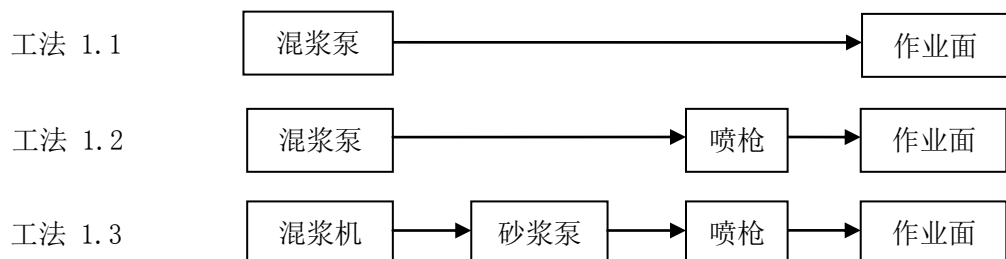 工法 1.1 混浆泵 作业面
工法 1.2 混浆泵 喷枪 作业面
工法 1.3 混浆机 砂浆泵 喷枪 作业面